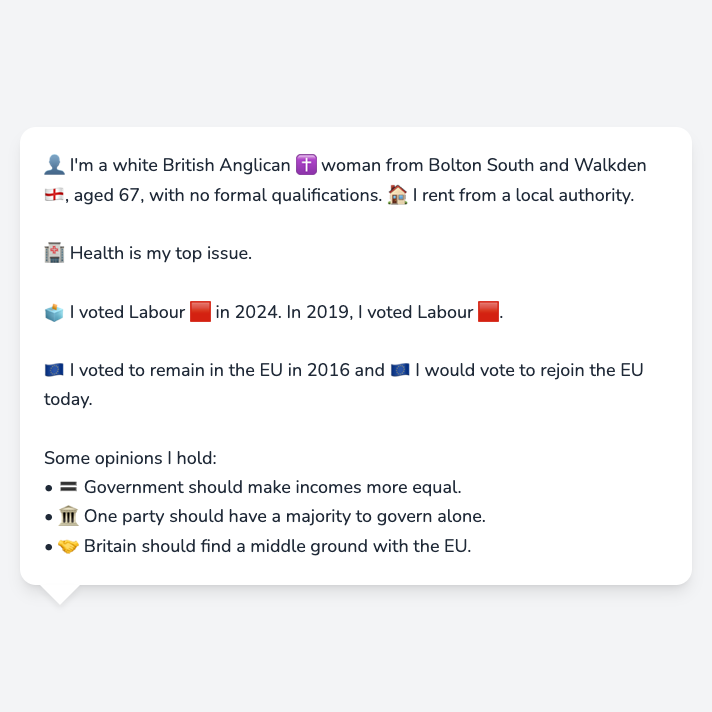 👤 I'm a white British Anglican ✝️ woman from Bolton South and Walkden
🏴󠁧󠁢󠁥󠁮󠁧󠁿, aged 67, with no formal qualifications. 🏠 I rent from a local authority.
🏥 Health is my top issue.
🗳️ I voted Labour 🟥 in 2024. In 2019, I voted Labour 🟥.
🇪🇺 I voted to remain in the EU in 2016 and 🇪🇺 I would vote to rejoin the EU
today.
Some opinions I hold:
• 🟰 Government should make incomes more equal.
• 🏛️ One party should have a majority to govern alone.
• 🤝 Britain should find a middle ground with the EU.